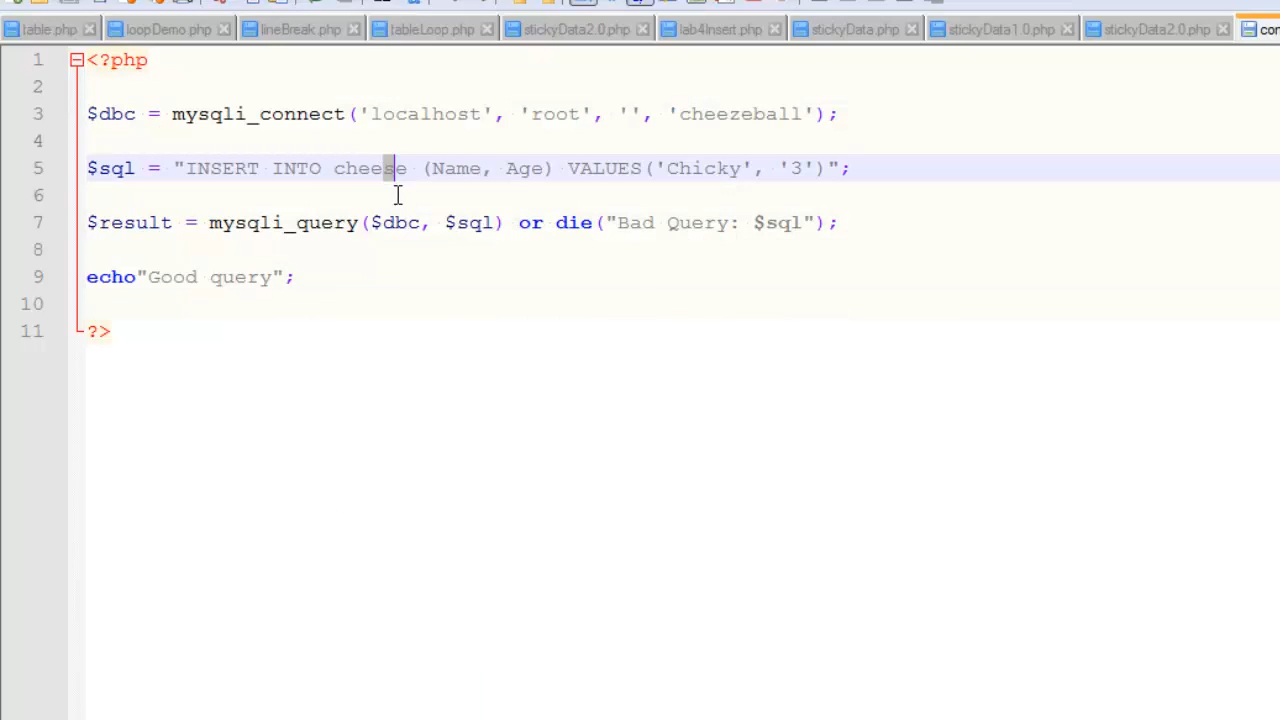 table.php loopDemo.php lineBreak.php tableLoop.php stickyData2.0.php lab4Insert.php stickyData.php stickyData1.0.php stickyData2.0.php
1 <?php
2
3 $dbc = mysqli_connect('localhost', 'root', '', 'cheezeball');
4
5 $sql = "INSERT INTO cheese (Name, Age) VALUES('Chicky', '3')";
6
7 $result = mysqli_query($dbc, $sql) or die("Bad Query: $sql");
8
9 echo"Good query";
10
11 ?>